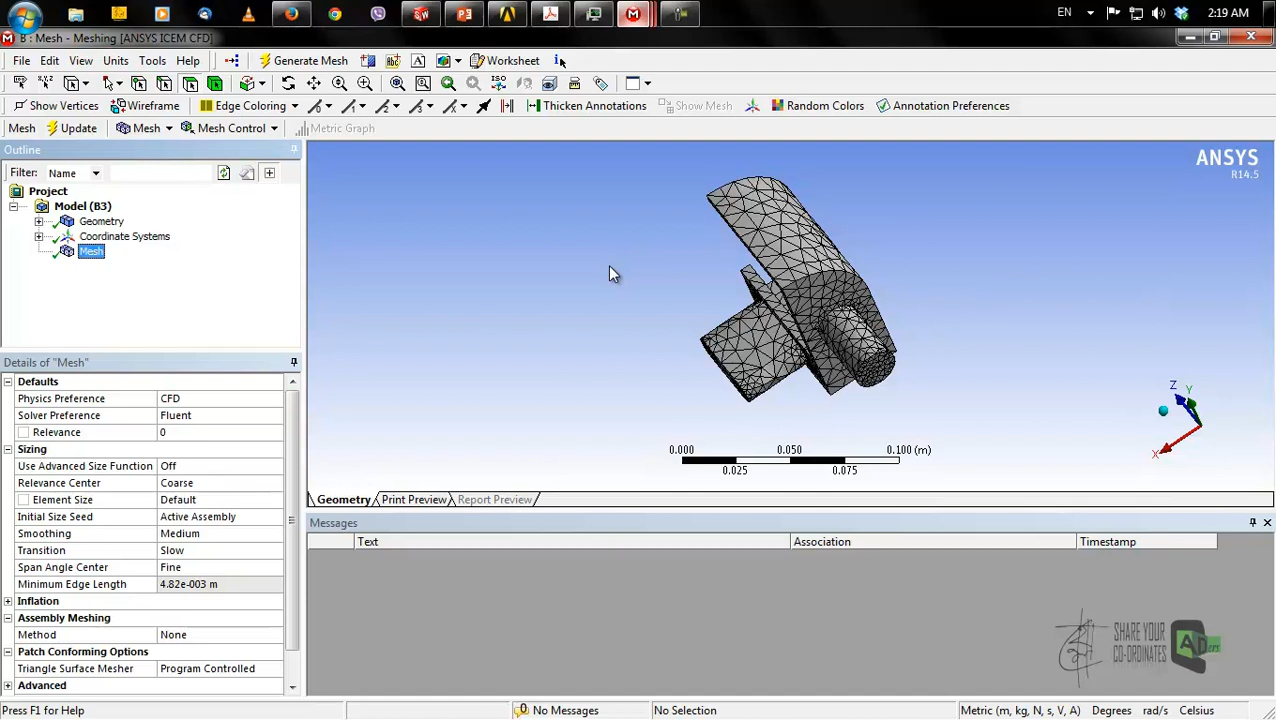 EN
2:19 AM
B : Mesh - Meshing [ANSYS ICEM CFD]
File Edit View Units Tools Help
Generate Mesh
A
Worksheet
i
ISO
Show Vertices
Wireframe
Edge Coloring
Thicken Annotations
Show Mesh
Random Colors
Annotation Preferences
Mesh
Update
Mesh
Mesh Control
Metric Graph
Outline
Filter: Name
Project
Model (B3)
Geometry
Coordinate Systems
Mesh
Details of "Mesh"
Defaults
Physics Preference CFD
Solver Preference Fluent
Relevance 0
Sizing
Use Advanced Size Function Off
Relevance Center Coarse
Element Size Default
Initial Size Seed Active Assembly
Smoothing Medium
Transition Slow
Span Angle Center Fine
Minimum Edge Length 4.82e-003 m
Inflation
Assembly Meshing
Method None
Patch Conforming Options
Triangle Surface Mesher Program Controlled
Advanced
ANSYS
R14.5
Z
Y
X
0.000 0.050 0.100 (m)
0.025 0.075
Geometry Print Preview Report Preview
Messages
Text Association Timestamp
SHARE YOUR
CO-ORDINATES
Press F1 for Help
No Messages
No Selection
Metric (m, kg, N, s, V, A) Degrees rad/s Celsius